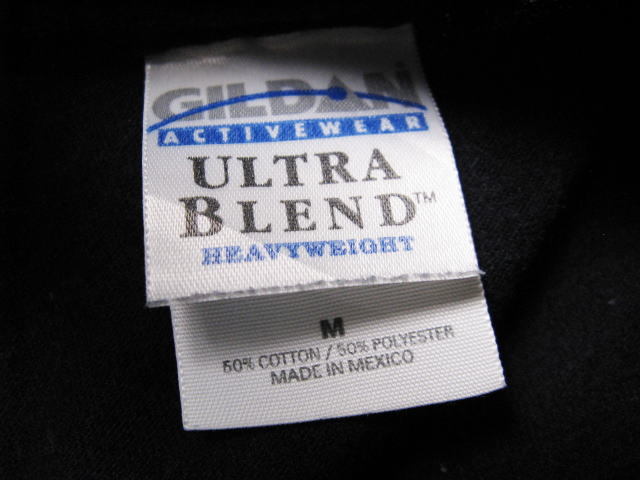 GILDAN
ACTIVEWEAR
ULTRA
BLEND™
HEAVYWEIGHT
M
50% COTTON / 50% POLYESTER
MADE IN MEXICO